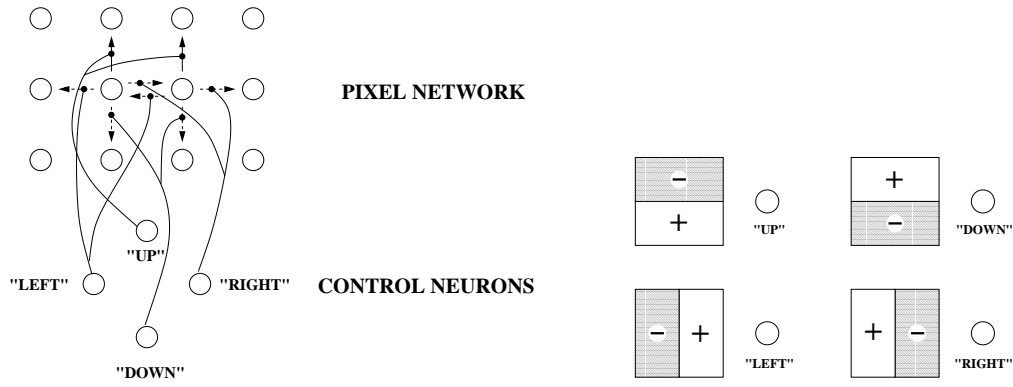 PIXEL NETWORK
"UP"
"LEFT"
"RIGHT"
CONTROL NEURONS
"DOWN"
−
+
"UP"
+
−
"DOWN"
− +
"LEFT"
+ −
"RIGHT"